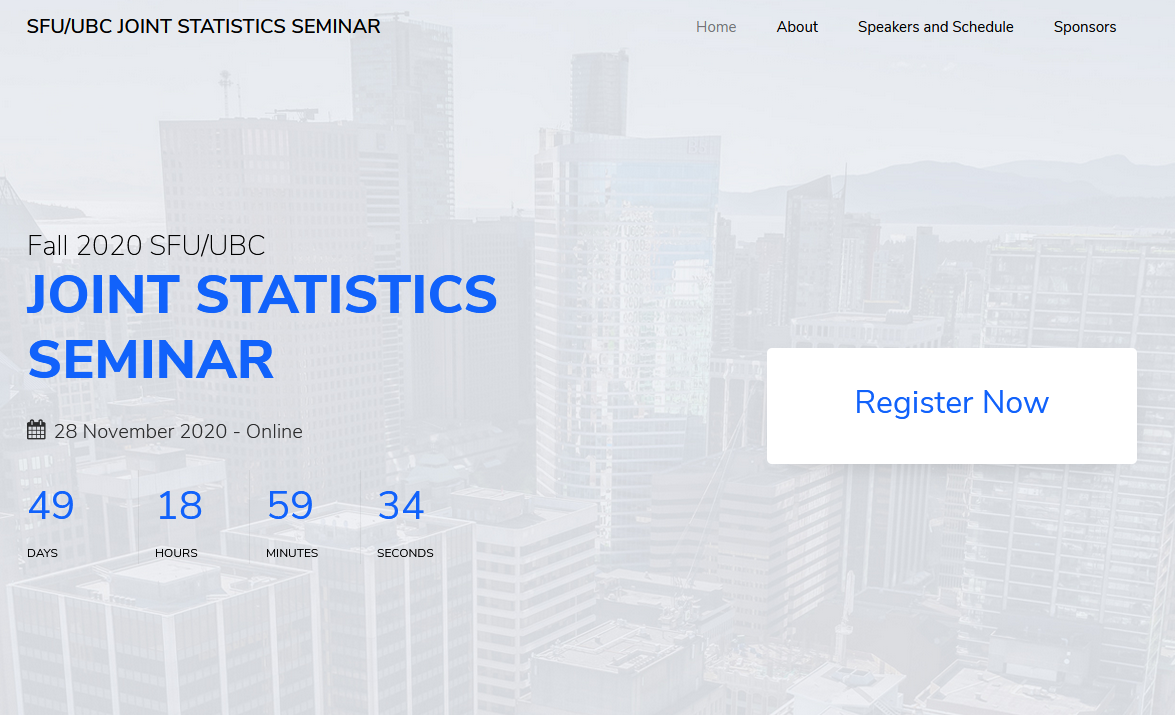 SFU/UBC JOINT STATISTICS SEMINAR
Home About Speakers and Schedule Sponsors
Fall 2020 SFU/UBC
JOINT STATISTICS
SEMINAR
28 November 2020 - Online
Register Now
49 18 59 34
DAYS HOURS MINUTES SECONDS